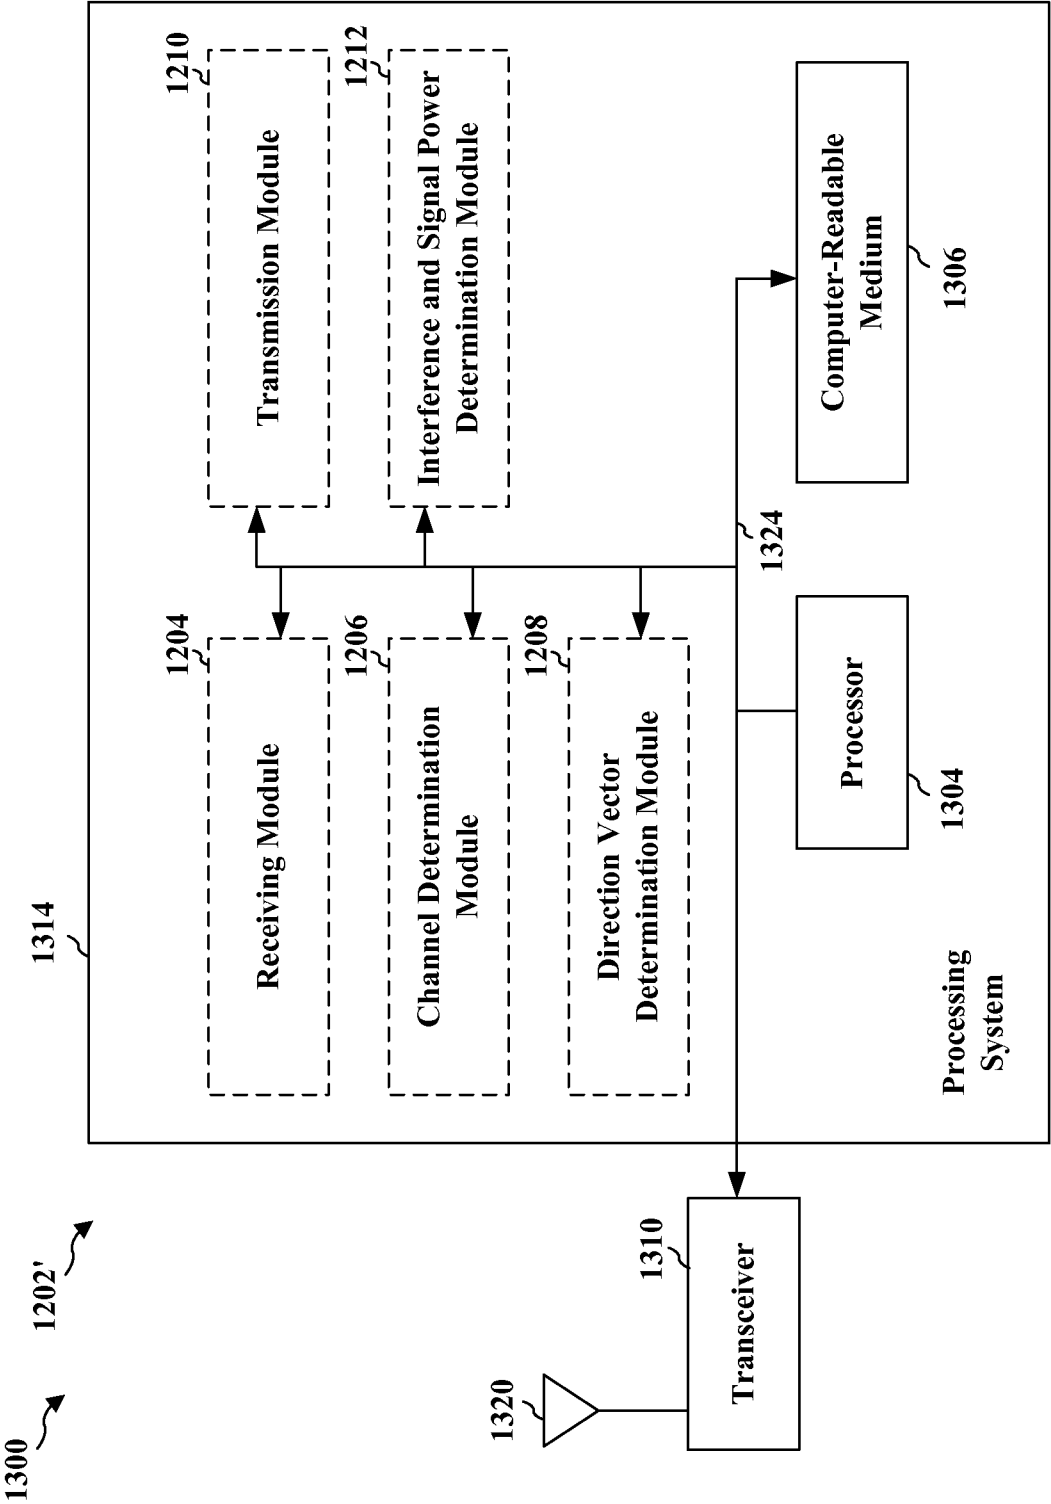 1300
1202'
1314
1204
Receiving Module
1210
Transmission Module
1206
Channel Determination
Module
1212
Interference and Signal Power
Determination Module
1208
Direction Vector
Determination Module
1320
1310
Transceiver
1324
Processor
1304
Computer-Readable
Medium
1306
Processing
System